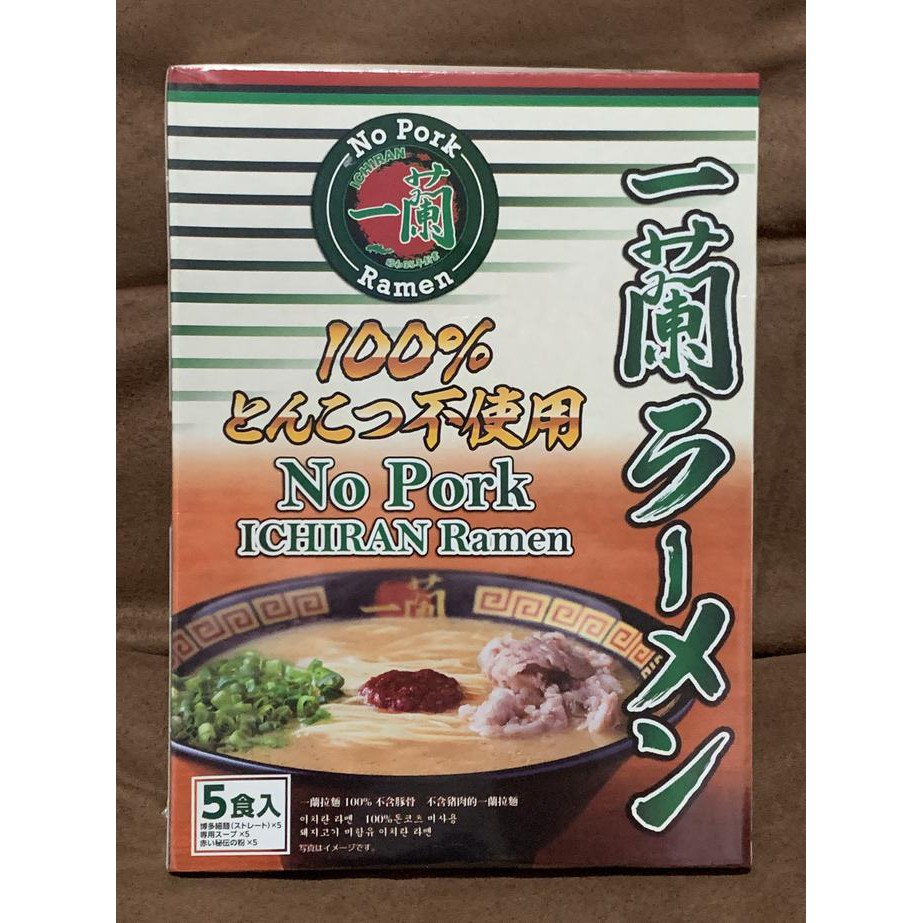 No Pork
ICHIRAN
一蘭
Ramen
一蘭ラーメン
100%
とんこつ不使用
No Pork
ICHIRAN Ramen
一蘭
5食入
博多細麺(ストレート)×5
専用スープ×5
赤い秘伝の粉×5
一蘭拉麵 100% 不含豚骨 不含豬肉的一蘭拉麵
이치란 라멘 100%돈코츠 미사용
돼지고기 미함유 이치란 라멘
写真はイメージです。